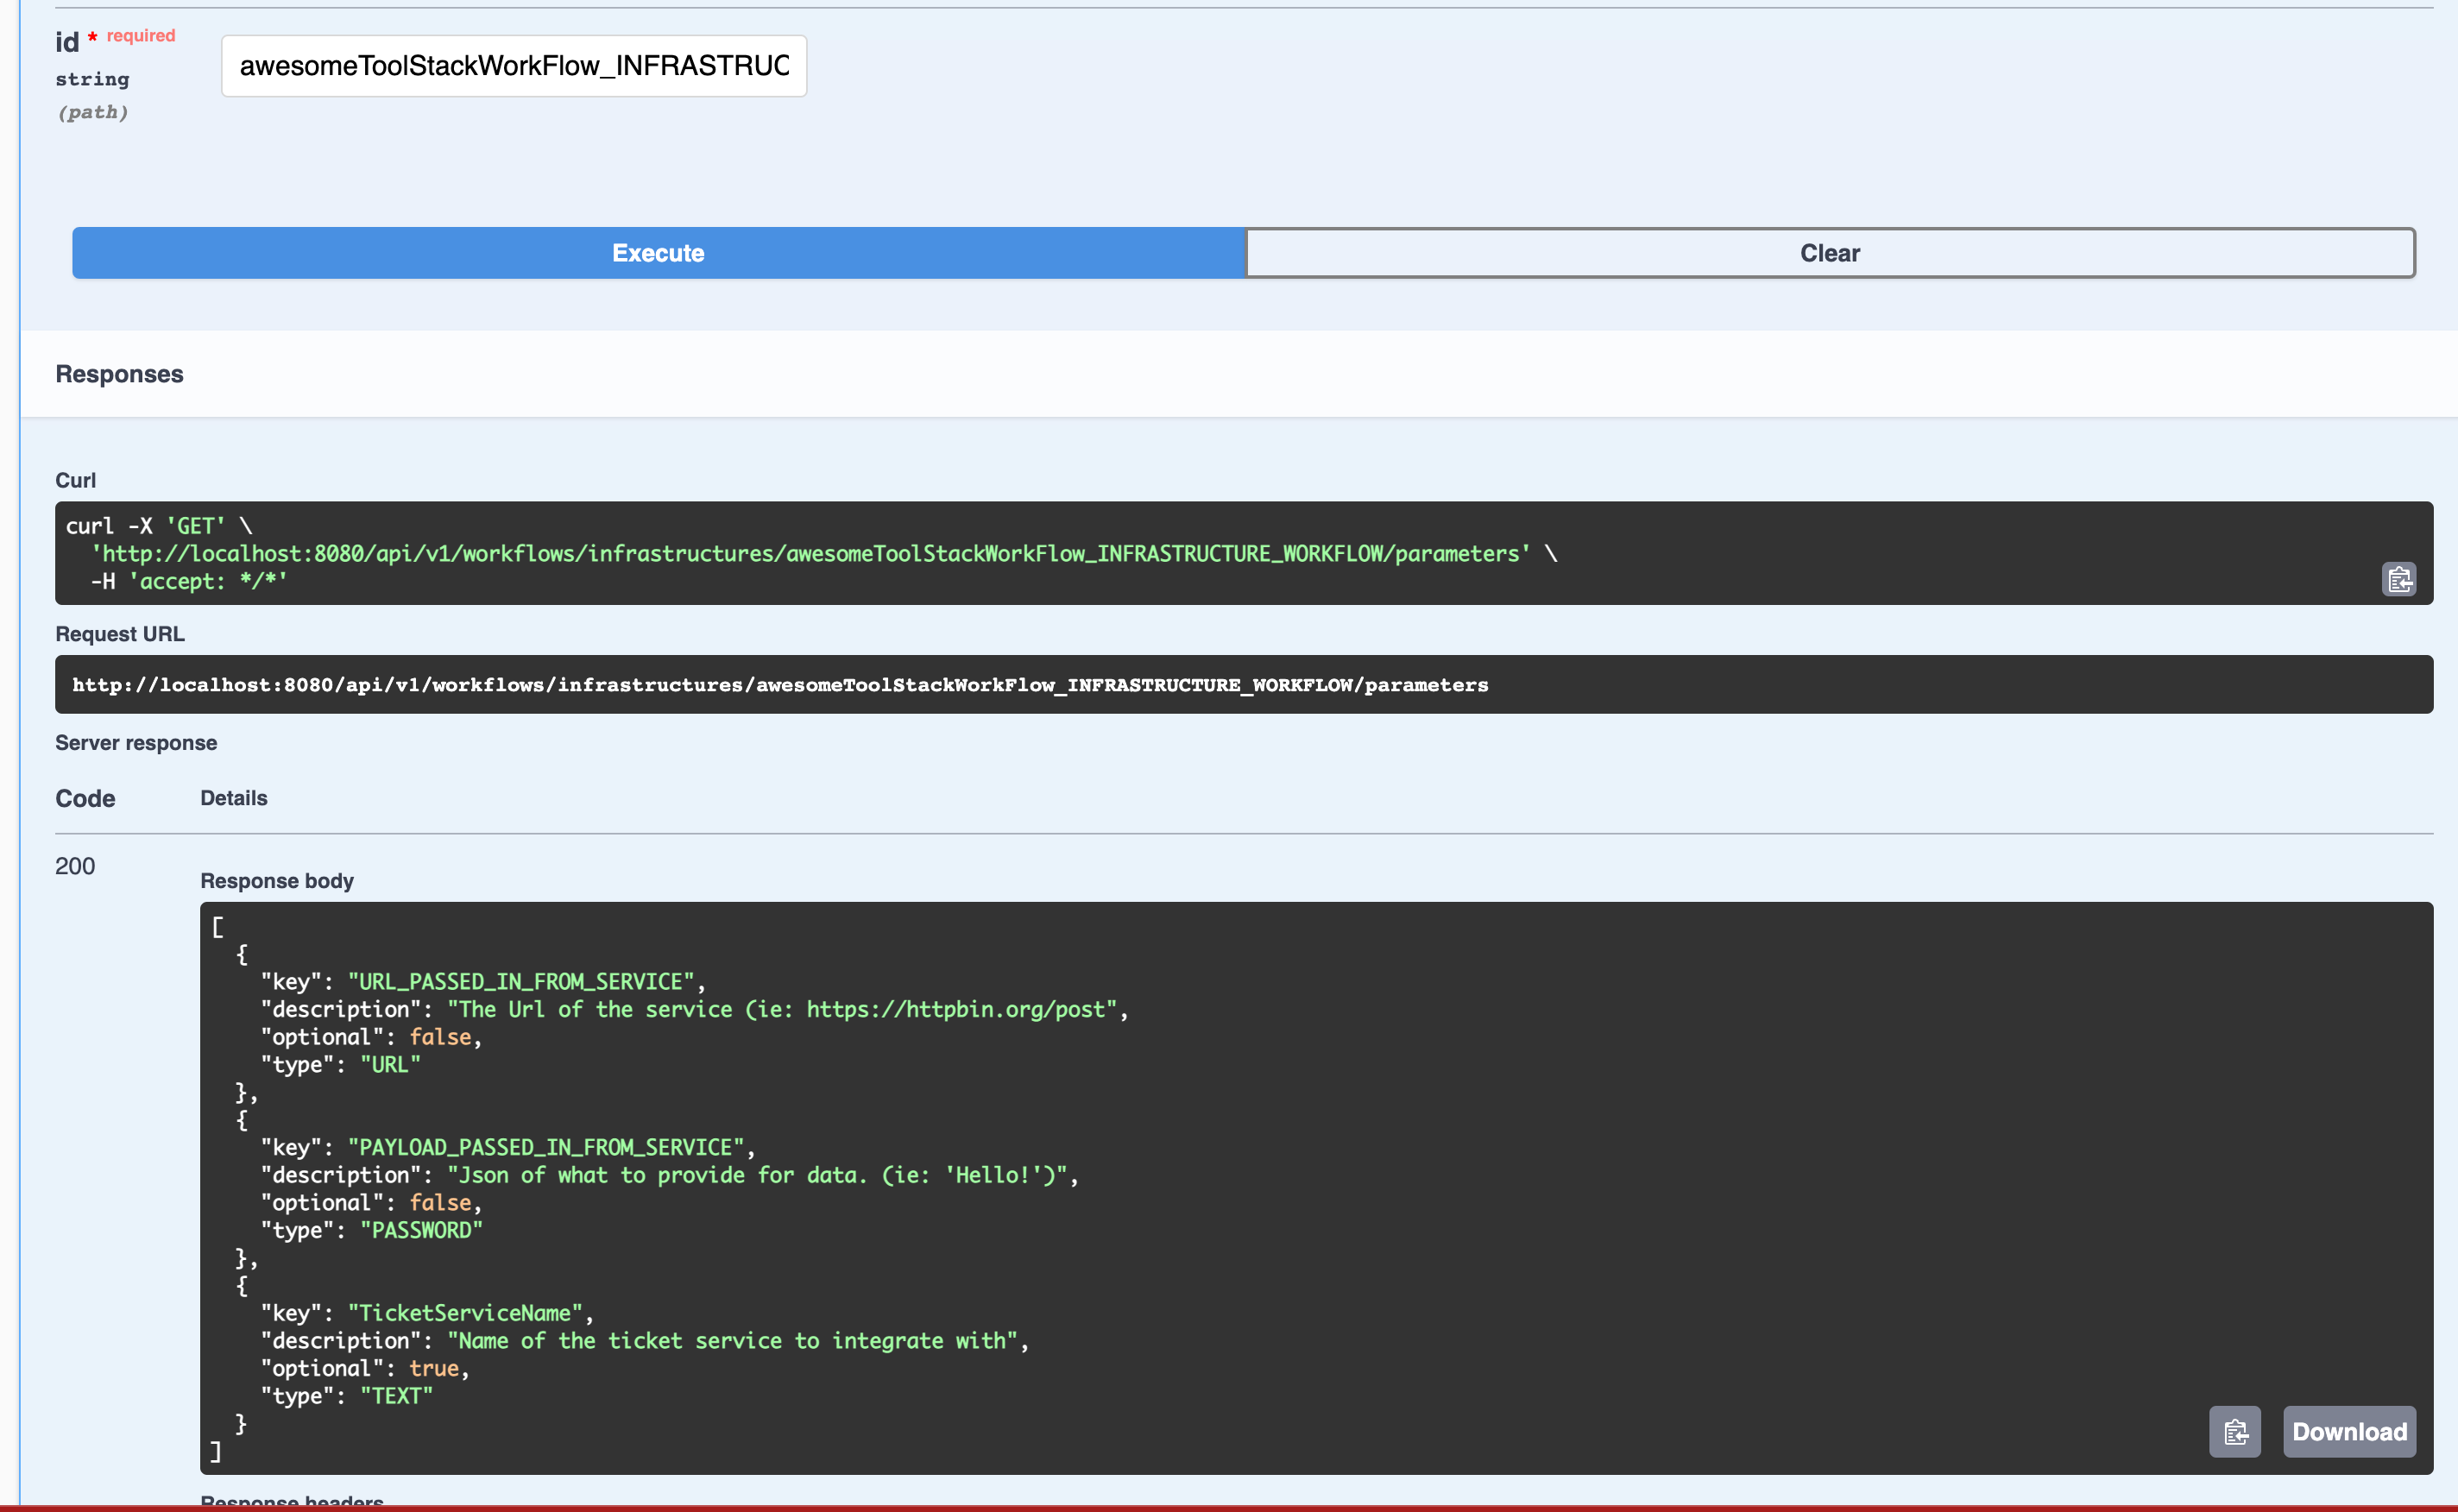 id * required
string
(path)
awesomeToolStackWorkFlow_INFRASTRUC
Execute
Clear
Responses
Curl
curl -X 'GET' \
  'http://localhost:8080/api/v1/workflows/infrastructures/awesomeToolStackWorkFlow_INFRASTRUCTURE_WORKFLOW/parameters' \
  -H 'accept: */*'
Request URL
http://localhost:8080/api/v1/workflows/infrastructures/awesomeToolStackWorkFlow_INFRASTRUCTURE_WORKFLOW/parameters
Server response
Code Details
200
Response body
[
  {
    "key": "URL_PASSED_IN_FROM_SERVICE",
    "description": "The Url of the service (ie: https://httpbin.org/post",
    "optional": false,
    "type": "URL"
  },
  {
    "key": "PAYLOAD_PASSED_IN_FROM_SERVICE",
    "description": "Json of what to provide for data. (ie: 'Hello!')",
    "optional": false,
    "type": "PASSWORD"
  },
  {
    "key": "TicketServiceName",
    "description": "Name of the ticket service to integrate with",
    "optional": true,
    "type": "TEXT"
  }
]
Download
Response headers